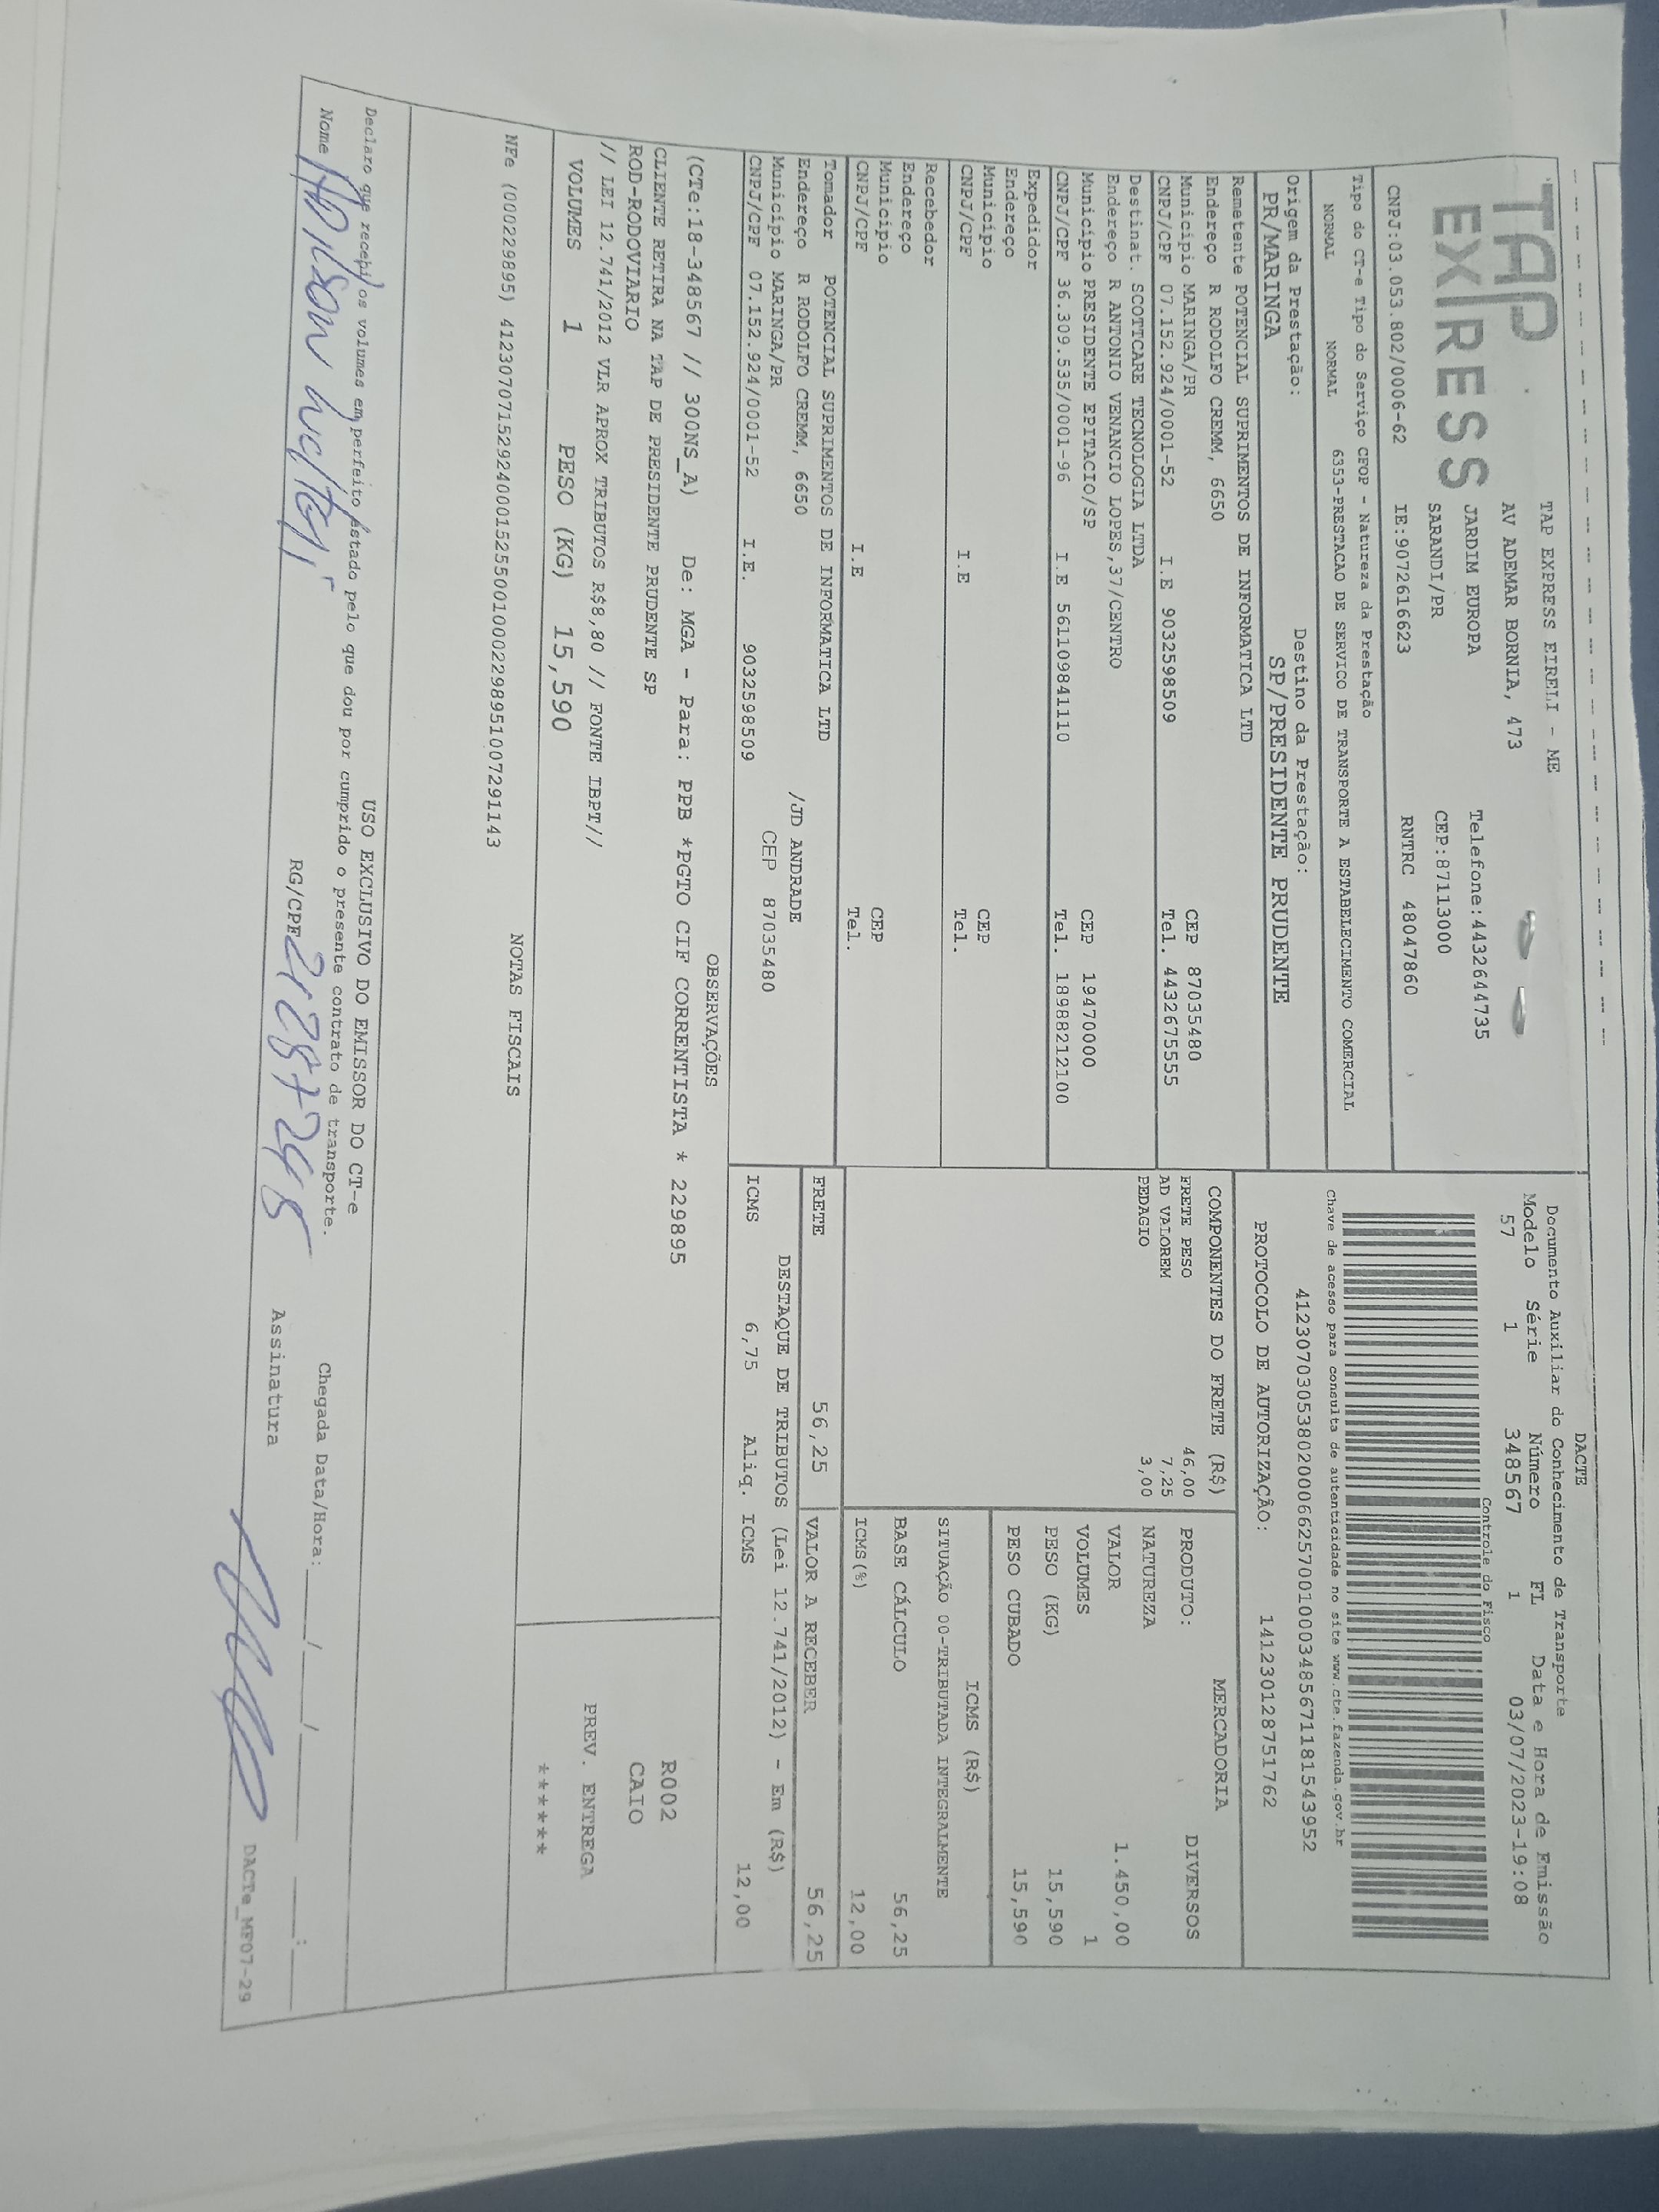 TAP EXPRESS
TAP EXPRESS EIRELI - ME
AV ADEMAR BORNIA, 473
JARDIM EUROPA Telefone:4432644735
SARANDI/PR CEP:87113000
CNPJ:03.053.802/0006-62 IE:9072616623 RNTRC 48047860
Tipo do CT-e Tipo do Serviço CFOP - Natureza da Prestação
NORMAL NORMAL 6353-PRESTACAO DE SERVICO DE TRANSPORTE A ESTABELECIMENTO COMERCIAL
Origem da Prestação: Destino da Prestação:
PR/MARINGA SP/PRESIDENTE PRUDENTE
DACTE
Documento Auxiliar do Conhecimento de Transporte
Modelo Série Número FL Data e Hora de Emissão
57 1 348567 1 03/07/2023-19:08
Controle do Fisco
Chave de acesso para consulta de autenticidade no site www.cte.fazenda.gov.br
41230703053802000662570010003485671181543952
PROTOCOLO DE AUTORIZAÇÃO: 141230128751762
Remetente POTENCIAL SUPRIMENTOS DE INFORMATICA LTD
Endereço R RODOLFO CREMM, 6650
Município MARINGA/PR CEP 87035480
CNPJ/CPF 07.152.924/0001-52 I.E 9032598509 Tel. 4432675555
Destinat. SCOTTCARE TECNOLOGIA LTDA
Endereço R ANTONIO VENANCIO LOPES,37/CENTRO
Município PRESIDENTE EPITACIO/SP CEP 19470000
CNPJ/CPF 36.309.535/0001-96 I.E 561109841110 Tel. 18988212100
Expedidor
Endereço
Município CEP
CNPJ/CPF I.E Tel.
Recebedor
Endereço
Município CEP
CNPJ/CPF I.E Tel.
Tomador POTENCIAL SUPRIMENTOS DE INFORMATICA LTD
Endereço R RODOLFO CREMM, 6650 /JD ANDRADE
Município MARINGA/PR CEP 87035480
CNPJ/CPF 07.152.924/0001-52 I.E. 9032598509
COMPONENTES DO FRETE (R$)
FRETE PESO 46,00
AD VALOREM 7,25
PEDAGIO 3,00
MERCADORIA
PRODUTO: DIVERSOS
NATUREZA
VALOR 1.450,00
VOLUMES 1
PESO (KG) 15,590
PESO CUBADO 15,590
ICMS (R$)
SITUAÇÃO 00-TRIBUTADA INTEGRALMENTE
BASE CÁLCULO 56,25
ICMS(%) 12,00
FRETE 56,25 VALOR A RECEBER 56,25
DESTAQUE DE TRIBUTOS (Lei 12.741/2012) - Em (R$)
ICMS 6,75 Aliq. ICMS 12,00
OBSERVAÇÕES
(CTe:18-348567 // 300NS_A) De: MGA - Para: PPB *PGTO CIF CORRENTISTA * 229895
CLIENTE RETIRA NA TAP DE PRESIDENTE PRUDENTE SP
ROD-RODOVIARIO
// LEI 12.741/2012 VLR APROX TRIBUTOS R$8,80 // FONTE IBPT//
VOLUMES 1 PESO (KG) 15,590
R002
CAIO
PREV. ENTREGA
******
NOTAS FISCAIS
NFe (000229895) 41230707152924000152550010002298951007291143
USO EXCLUSIVO DO EMISSOR DO CT-e
Declaro que recebi os volumes em perfeito estado pelo que dou por cumprido o presente contrato de transporte.
Chegada Data/Hora: ___/___/______ ___:___
Nome RG/CPF Assinatura
DACTe_MF07-29